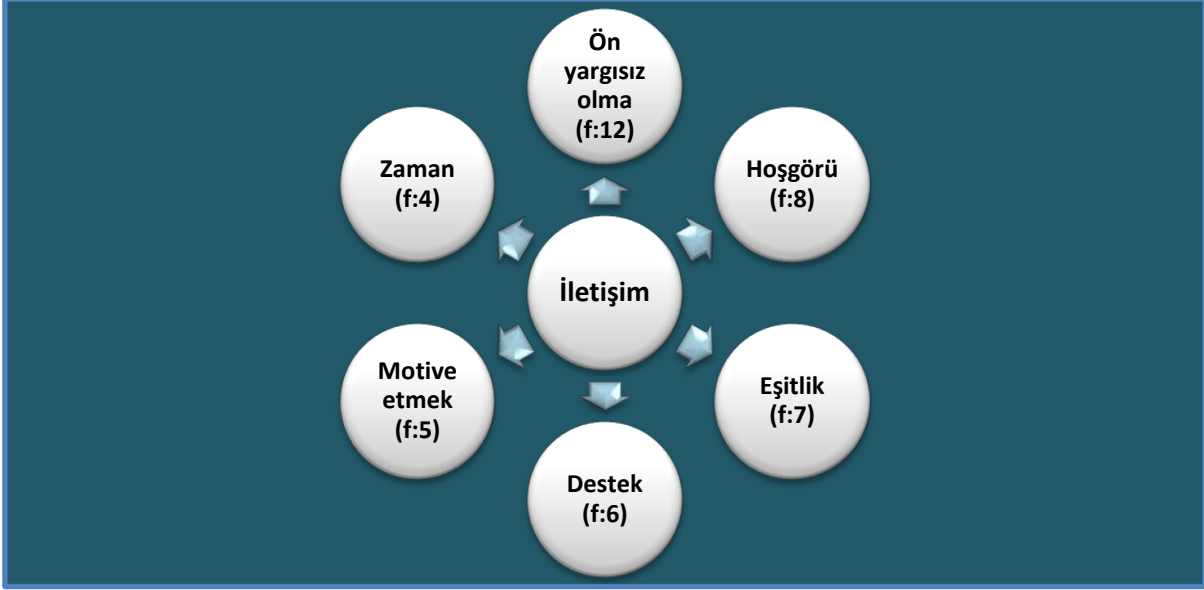 Ön
yargısız
olma
(f:12)
Hoşgörü
(f:8)
Eşitlik
(f:7)
Destek
(f:6)
Motive
etmek
(f:5)
Zaman
(f:4)
İletişim